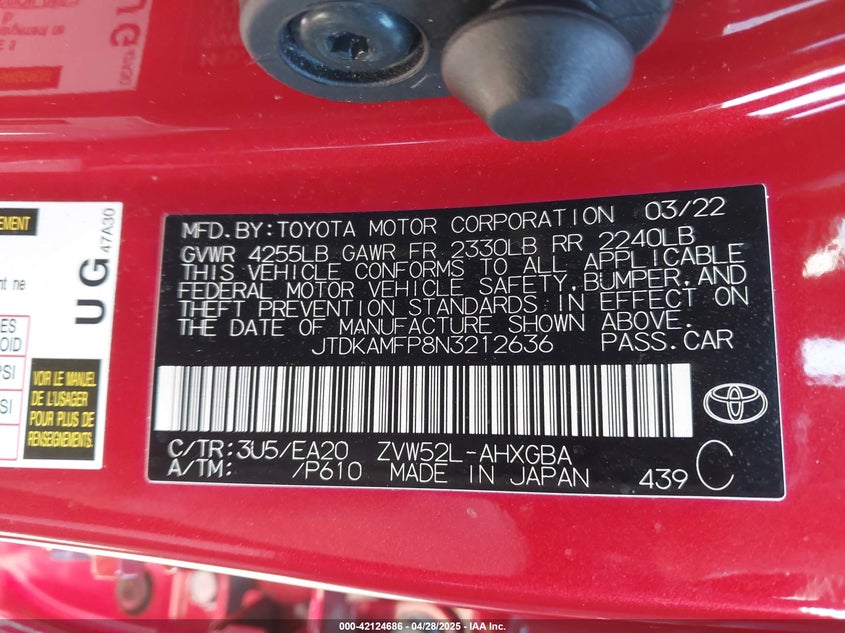 MFD.BY:TOYOTA MOTOR CORPORATION 03/22
GVWR 4255LB GAWR FR 2330LB RR 2240LB
THIS VEHICLE CONFORMS TO ALL APPLICABLE
FEDERAL MOTOR VEHICLE SAFETY,BUMPER,AND
THEFT PREVENTION STANDARDS IN EFFECT ON
THE DATE OF MANUFACTURE SHOWN ABOVE.
JTDKAMFP8N3212636 PASS.CAR
C/TR:3U5/EA20 ZVW52L-AHXGBA
A/TM: /P610 MADE IN JAPAN 439 C
UG 47A30
VOIR LE MANUEL
DE L'USAGER
POUR PLUS DE
RENSEIGNEMENTS
000-42124686 - 04/28/2025 - IAA Inc.